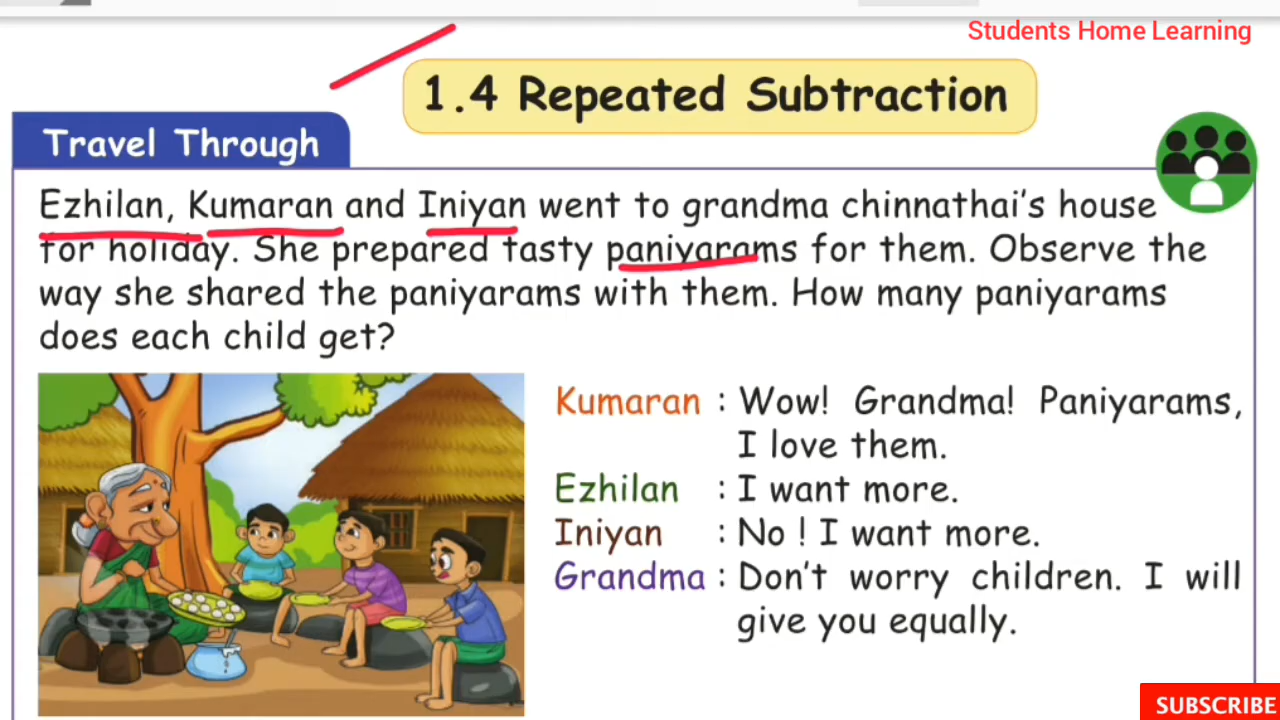 Students Home Learning
1.4 Repeated Subtraction
Travel Through
Ezhilan, Kumaran and Iniyan went to grandma chinnathai's house
for holiday. She prepared tasty paniyarams for them. Observe the
way she shared the paniyarams with them. How many paniyarams
does each child get?
Kumaran : Wow! Grandma! Paniyarams,
I love them.
Ezhilan : I want more.
Iniyan : No ! I want more.
Grandma : Don't worry children. I will
give you equally.
SUBSCRIBE